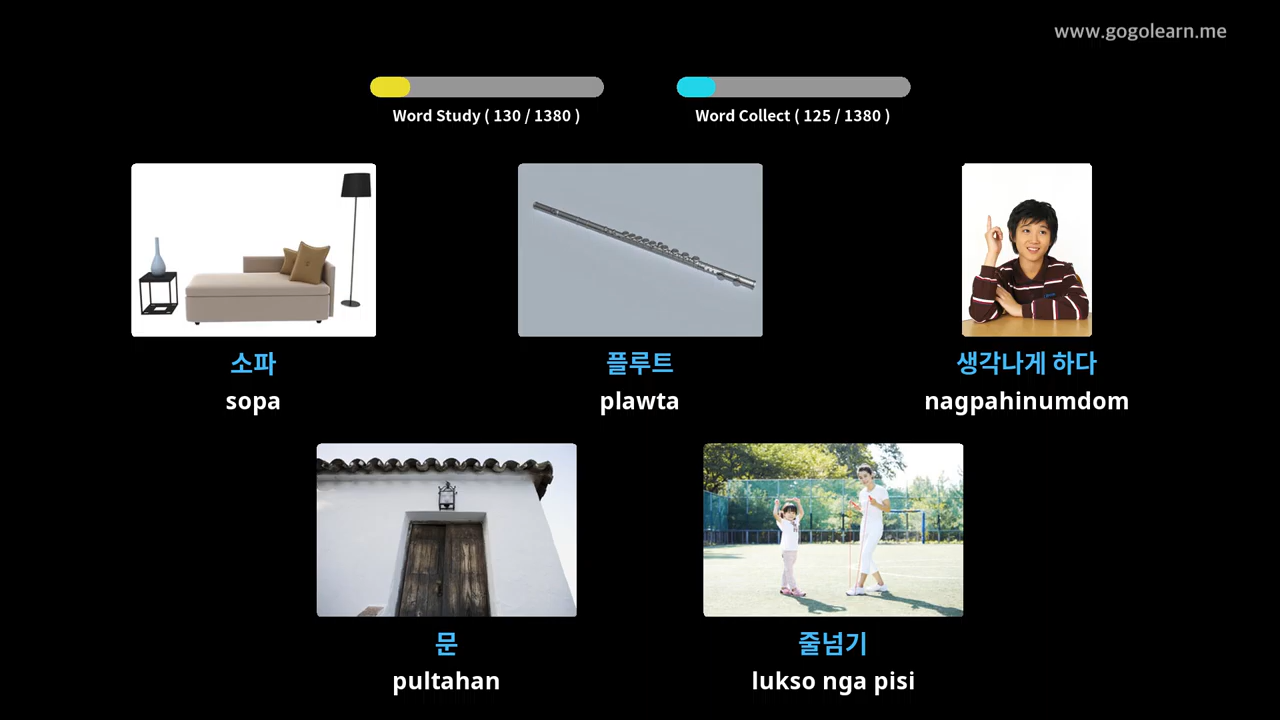 www.gogolearn.me
Word Study ( 130 / 1380 )
Word Collect ( 125 / 1380 )
소파
sopa
플루트
plawta
생각나게 하다
nagpahinumdom
문
pultahan
줄넘기
lukso nga pisi